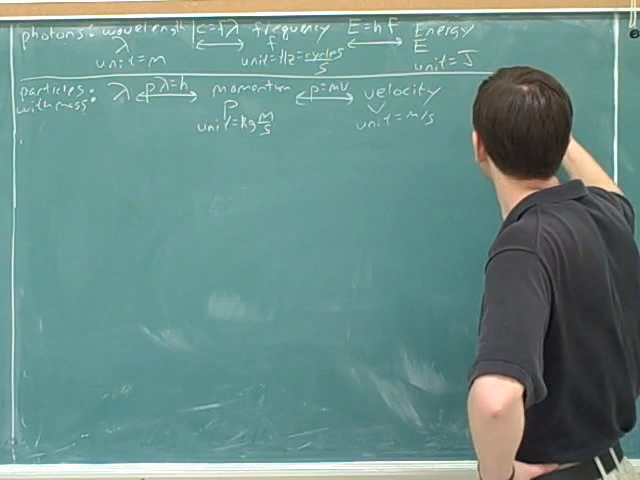 photons: wavelength c=fλ frequency E=hf Energy
λ f E
unit=m unit=Hz=cycles/s unit=J
particles with mass: λ pλ=h momentum p=mv velocity
p v
unit=kg m/s unit=m/s